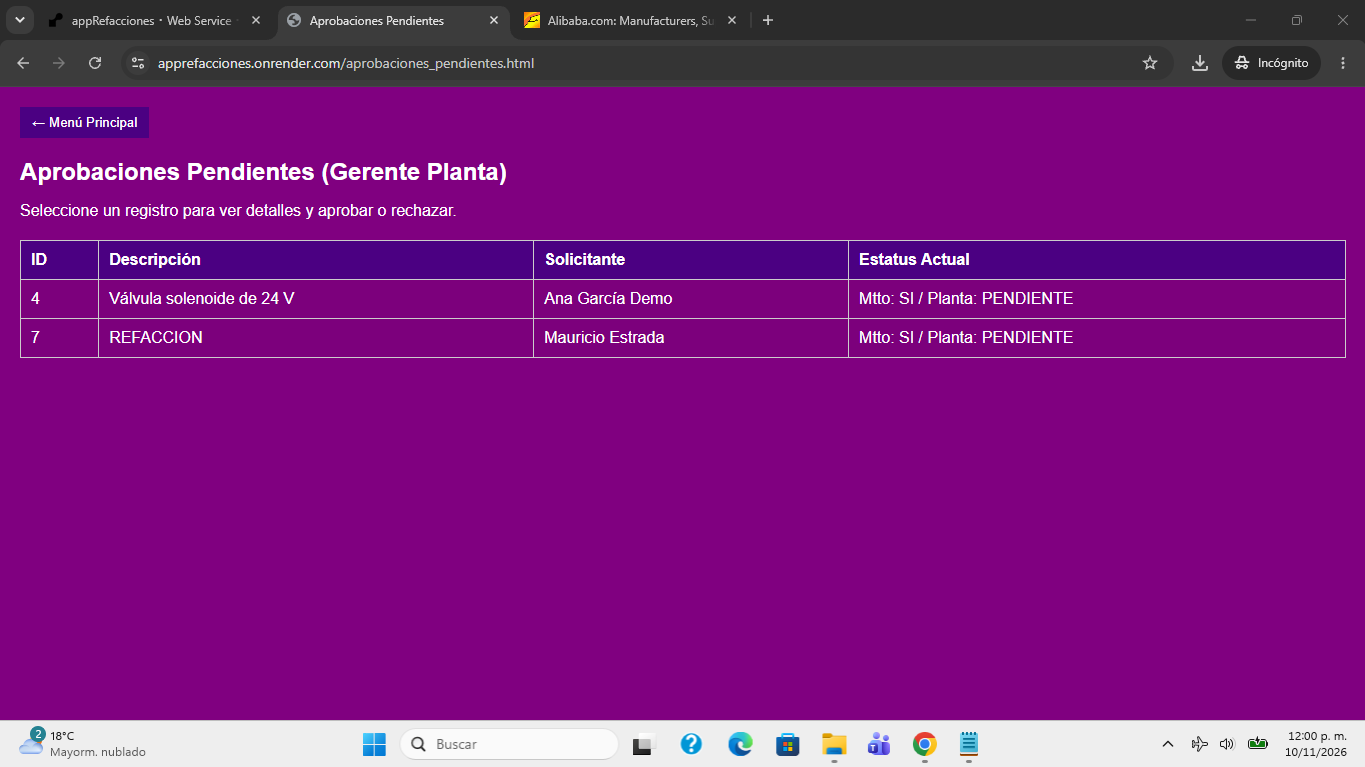 appRefacciones · Web Service
Aprobaciones Pendientes
Alibaba.com: Manufacturers, Su
apprefacciones.onrender.com/aprobaciones_pendientes.html
Incógnito
← Menú Principal
Aprobaciones Pendientes (Gerente Planta)
Seleccione un registro para ver detalles y aprobar o rechazar.
ID Descripción Solicitante Estatus Actual
4 Válvula solenoide de 24 V Ana García Demo Mtto: SI / Planta: PENDIENTE
7 REFACCION Mauricio Estrada Mtto: SI / Planta: PENDIENTE
2
18°C
Mayorm. nublado
Buscar
12:00 p. m.
10/11/2026